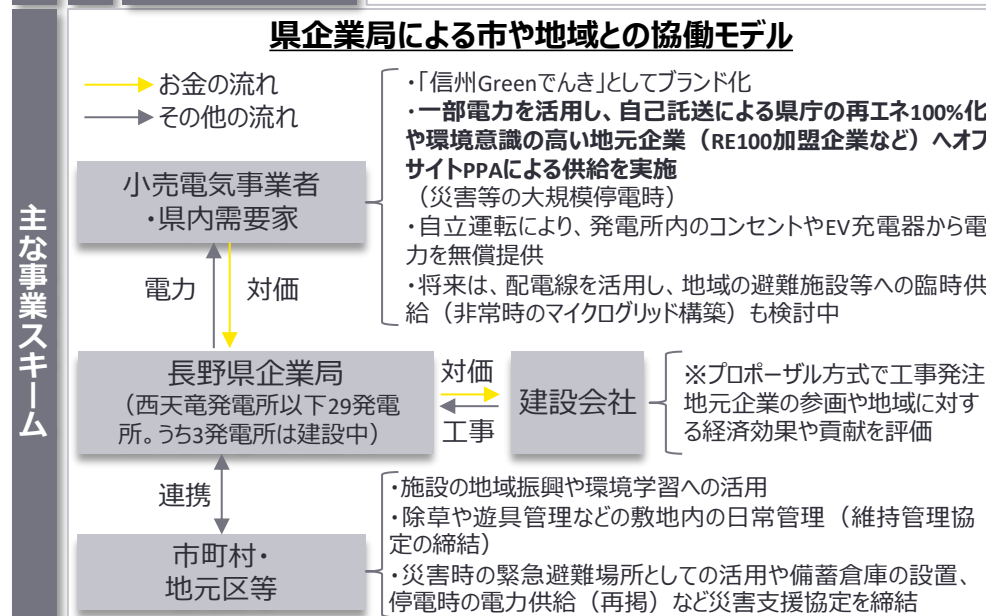 県企業局による市や地域との協働モデル
お金の流れ
その他の流れ
・「信州Greenでんき」としてブランド化
・一部電力を活用し、自己託送による県庁の再エネ100%化
や環境意識の高い地元企業（RE100加盟企業など）へオフ
サイトPPAによる供給を実施
（災害等の大規模停電時）
・自立運転により、発電所内のコンセントやEV充電器から電
力を無償提供
・将来は、配電線を活用し、地域の避難施設等への臨時供
給（非常時のマイクログリッド構築）も検討中
小売電気事業者
・県内需要家
電力
対価
主な事業スキーム
長野県企業局
（西天竜発電所以下29発電
所。うち3発電所は建設中）
対価
工事
建設会社
※プロポーザル方式で工事発注
地元企業の参画や地域に対す
る経済効果や貢献を評価
連携
市町村・
地元区等
・施設の地域振興や環境学習への活用
・除草や遊具管理などの敷地内の日常管理（維持管理協
定の締結）
・災害時の緊急避難場所としての活用や備蓄倉庫の設置、
停電時の電力供給（再掲）など災害支援協定を締結